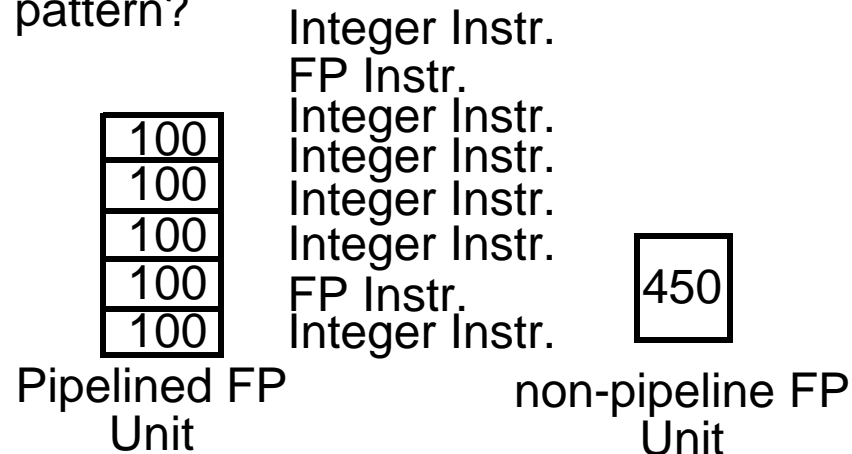 pattern?
Integer Instr.
FP Instr.
Integer Instr.
Integer Instr.
Integer Instr.
Integer Instr.
FP Instr.
Integer Instr.
100
100
100
100
100
Pipelined FP
Unit
450
non-pipeline FP
Unit